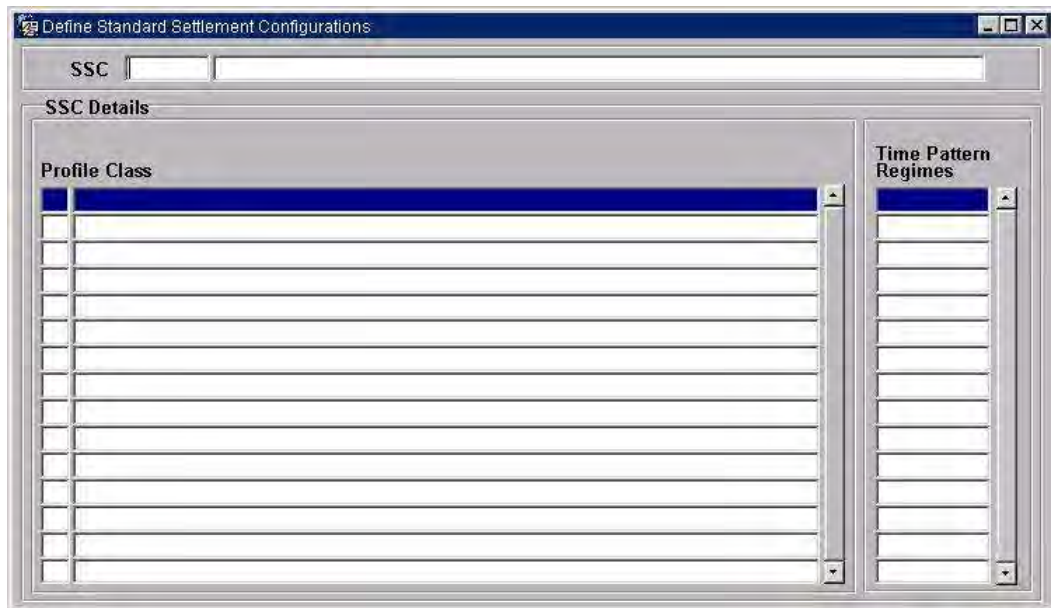 Define Standard Settlement Configurations
SSC
SSC Details
Profile Class
Time Pattern
Regimes